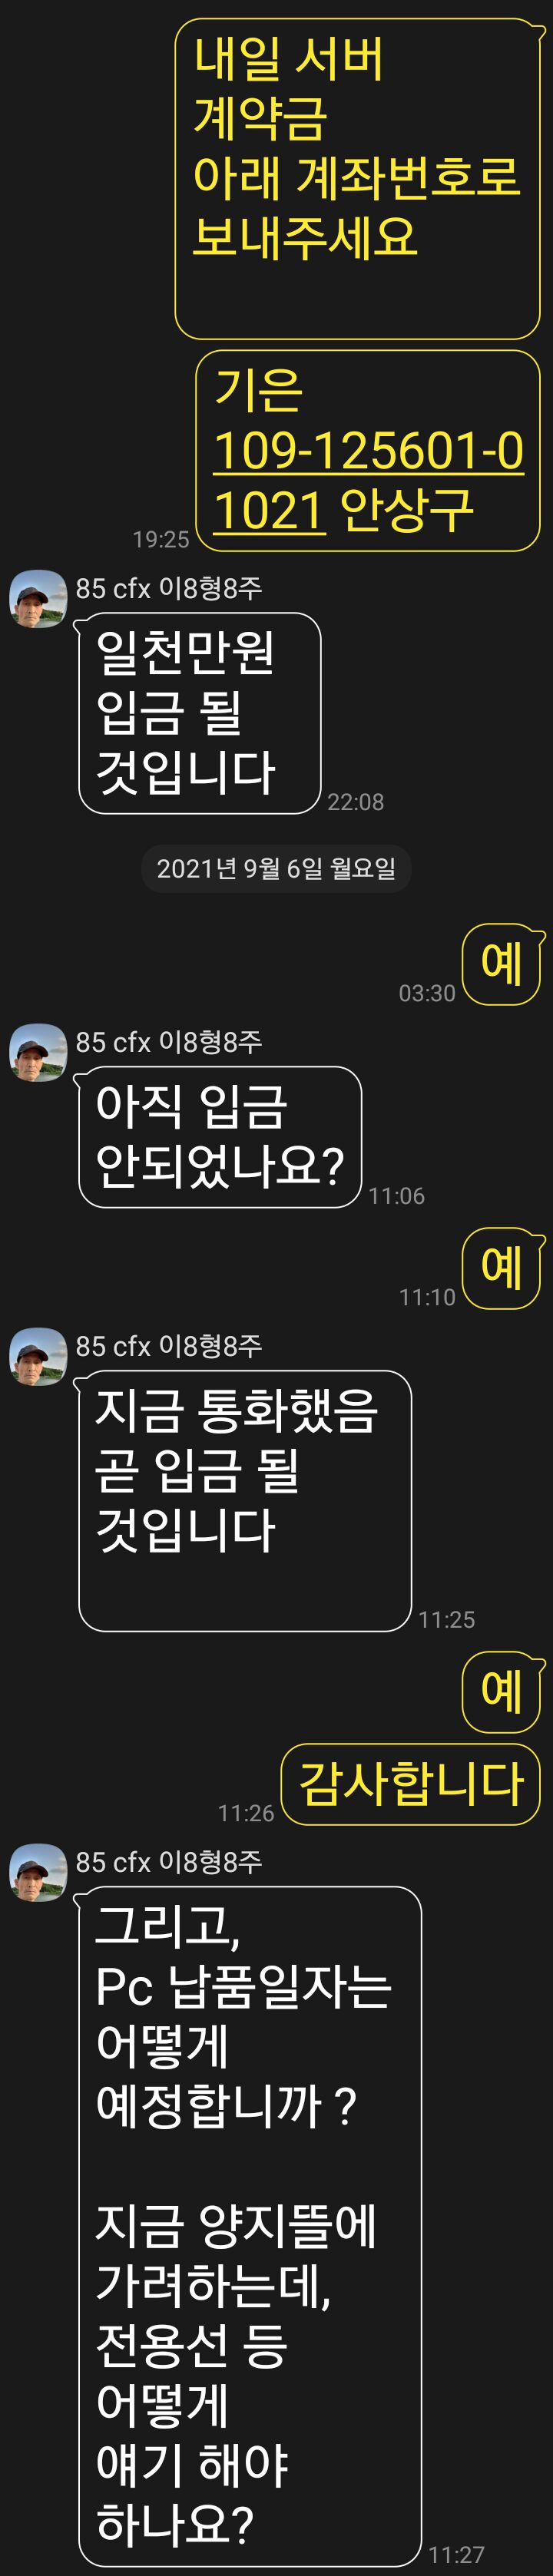 내일 서버
계약금
아래 계좌번호로
보내주세요
기은
109-125601-0
1021 안상구
19:25
85 cfx 이8형8주
일천만원
입금 될
것입니다
22:08
2021년 9월 6일 월요일
예
03:30
85 cfx 이8형8주
아직 입금
안되었나요?
11:06
예
11:10
85 cfx 이8형8주
지금 통화했음
곧 입금 될
것입니다
11:25
예
감사합니다
11:26
85 cfx 이8형8주
그리고,
Pc 납품일자는
어떻게
예정합니까 ?
지금 양지뜰에
가려하는데,
전용선 등
어떻게
얘기 해야
하나요?
11:27